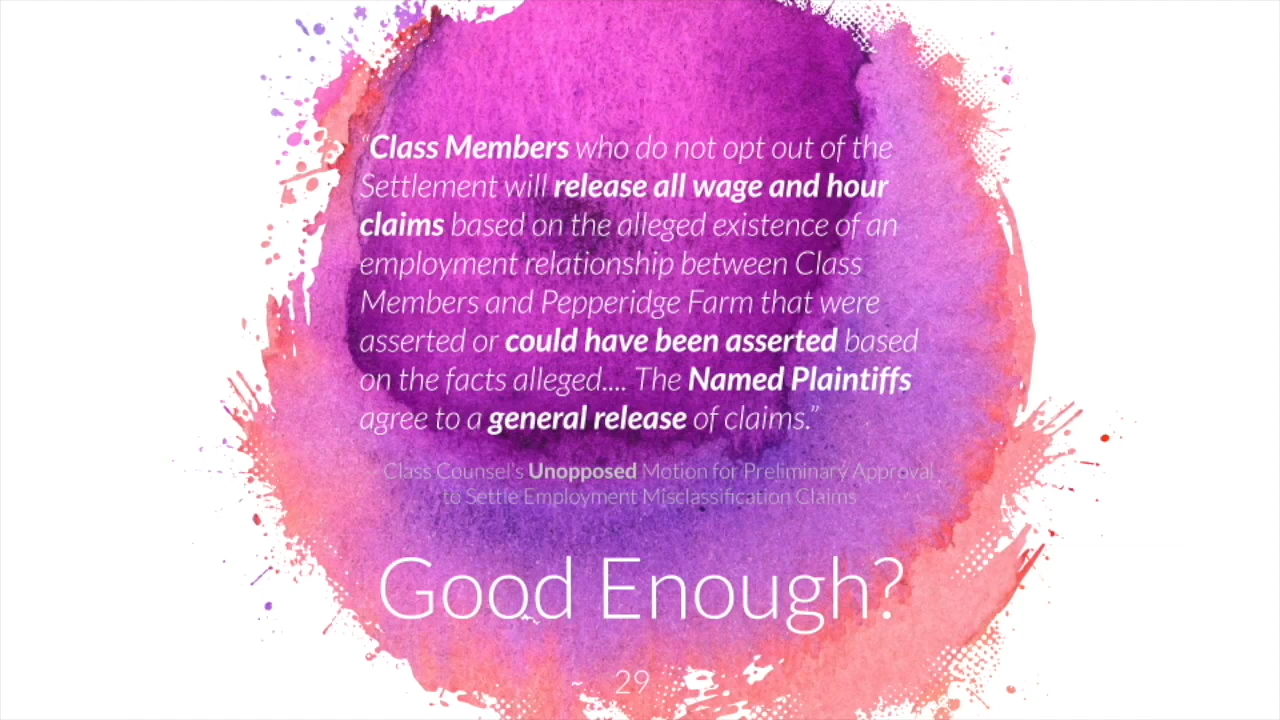 “Class Members who do not opt out of the
Settlement will release all wage and hour
claims based on the alleged existence of an
employment relationship between Class
Members and Pepperidge Farm that were
asserted or could have been asserted based
on the facts alleged.... The Named Plaintiffs
agree to a general release of claims.”
Class Counsel's Unopposed Motion for Preliminary Approval
to Settle Employment Misclassification Claims
Good Enough?
29